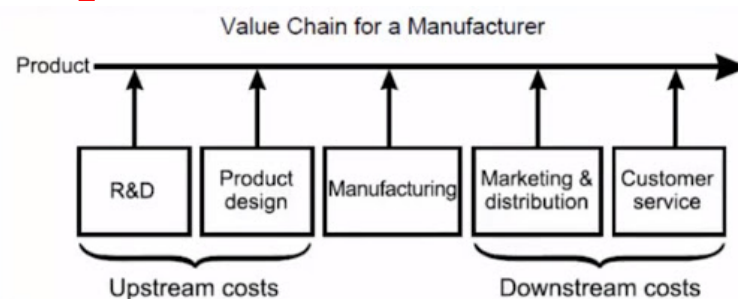 Value Chain for a Manufacturer
Product
R&D
Product
design
Manufacturing
Marketing &
distribution
Customer
service
Upstream costs
Downstream costs